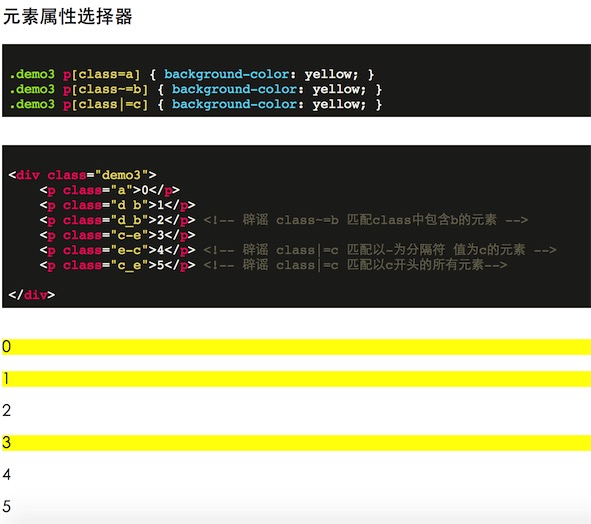 元素属性选择器
.demo3 p[class=a] { background-color: yellow; }
.demo3 p[class~=b] { background-color: yellow; }
.demo3 p[class|=c] { background-color: yellow; }
<div class="demo3">
<p class="a">0</p>
<p class="d b">1</p>
<p class="d_b">2</p> <!-- 辟谣 class~=b 匹配class中包含b的元素 -->
<p class="c-e">3</p>
<p class="e-c">4</p> <!-- 辟谣 class|=c 匹配以-为分隔符 值为c的元素 -->
<p class="c_e">5</p> <!-- 辟谣 class|=c 匹配以c开头的所有元素-->
</div>
0
1
2
3
4
5